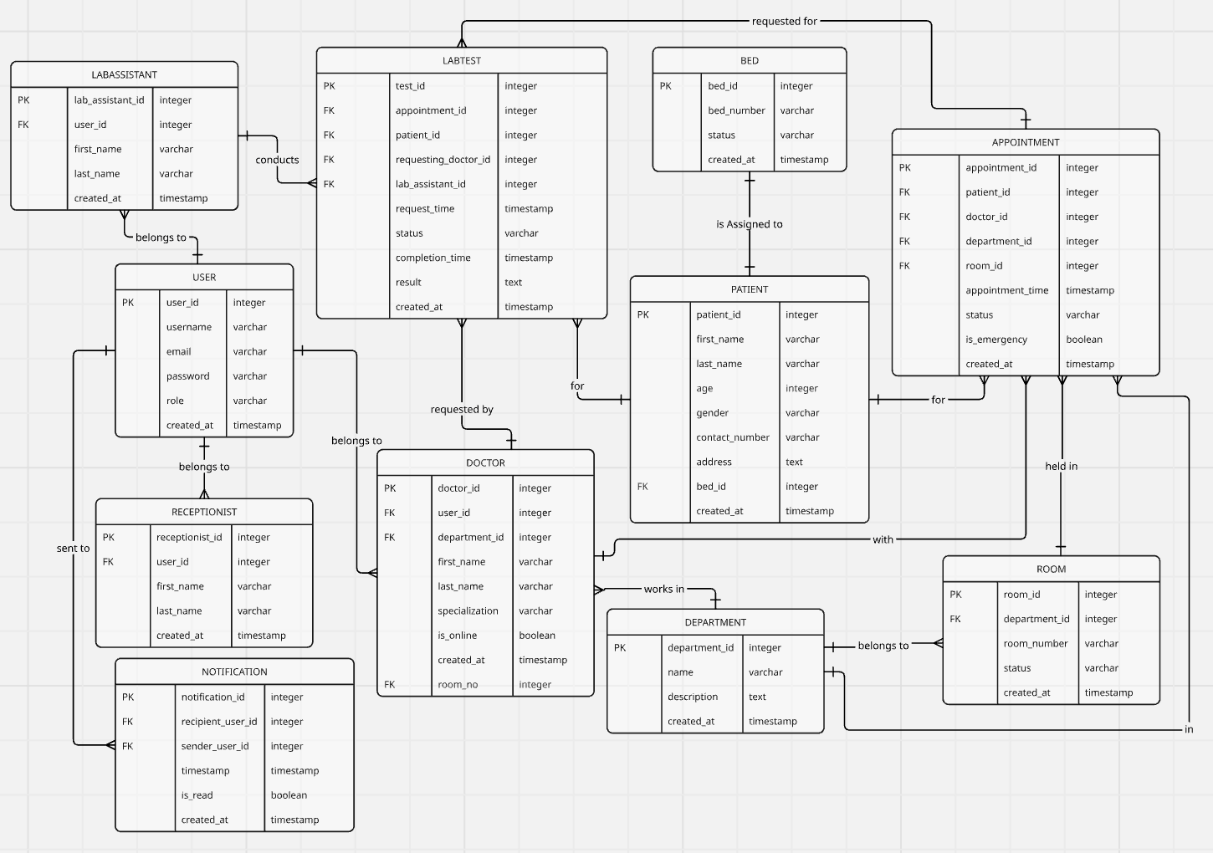 requested for
LABASSISTANT
PK lab_assistant_id integer
FK user_id integer
first_name varchar
last_name varchar
created_at timestamp
conducts
belongs to
LABTEST
PK test_id integer
FK appointment_id integer
FK patient_id integer
FK requesting_doctor_id integer
FK lab_assistant_id integer
request_time timestamp
status varchar
completion_time timestamp
result text
created_at timestamp
BED
PK bed_id integer
bed_number varchar
status varchar
created_at timestamp
is Assigned to
APPOINTMENT
PK appointment_id integer
FK patient_id integer
FK doctor_id integer
FK department_id integer
FK room_id integer
appointment_time timestamp
status varchar
is_emergency boolean
created_at timestamp
USER
PK user_id integer
username varchar
email varchar
password varchar
role varchar
created_at timestamp
belongs to
belongs to
sent to
requested by
for
PATIENT
PK patient_id integer
first_name varchar
last_name varchar
age integer
gender varchar
contact_number varchar
address text
FK bed_id integer
created_at timestamp
for
held in
with
RECEPTIONIST
PK receptionist_id integer
FK user_id integer
first_name varchar
last_name varchar
created_at timestamp
DOCTOR
PK doctor_id integer
FK user_id integer
FK department_id integer
first_name varchar
last_name varchar
specialization varchar
is_online boolean
created_at timestamp
FK room_no integer
works in
DEPARTMENT
PK department_id integer
name varchar
description text
created_at timestamp
belongs to
ROOM
PK room_id integer
FK department_id integer
room_number varchar
status varchar
created_at timestamp
in
NOTIFICATION
PK notification_id integer
FK recipient_user_id integer
FK sender_user_id integer
timestamp timestamp
is_read boolean
created_at timestamp